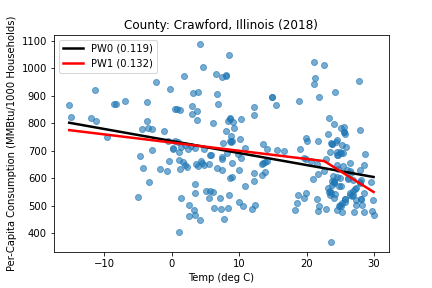 County: Crawford, Illinois (2018)
PW0 (0.119)
PW1 (0.132)
Per-Capita Consumption (MMBtu/1000 Households)
1100
1000
900
800
700
600
500
400
−10 0 10 20 30
Temp (deg C)